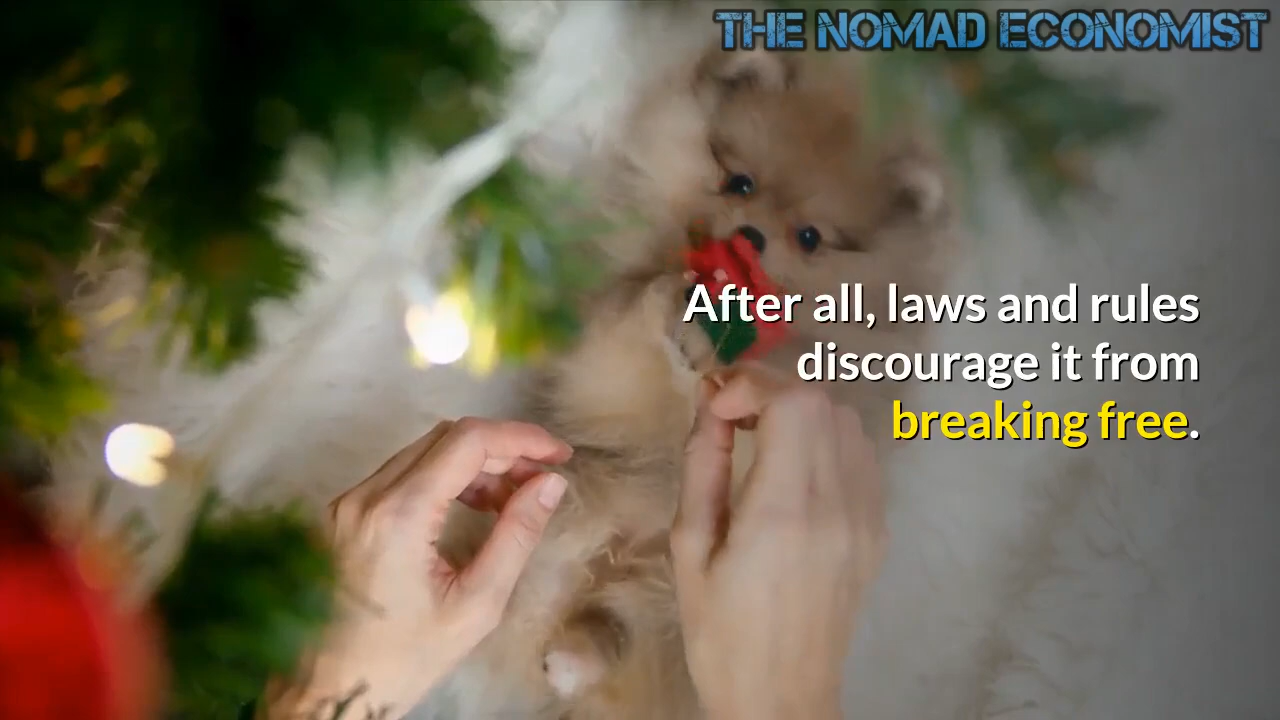 THE NOMAD ECONOMIST
After all, laws and rules
discourage it from
breaking free.